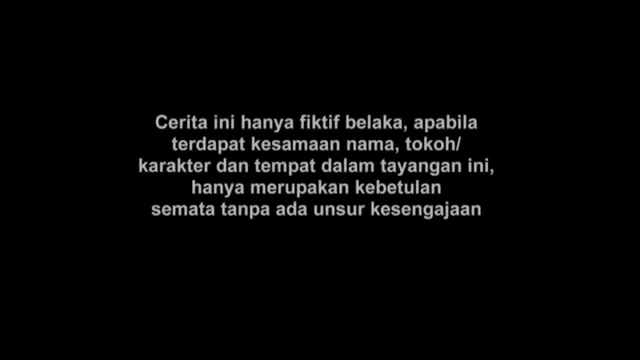 Cerita ini hanya fiktif belaka, apabila
terdapat kesamaan nama, tokoh/
karakter dan tempat dalam tayangan ini,
hanya merupakan kebetulan
semata tanpa ada unsur kesengajaan